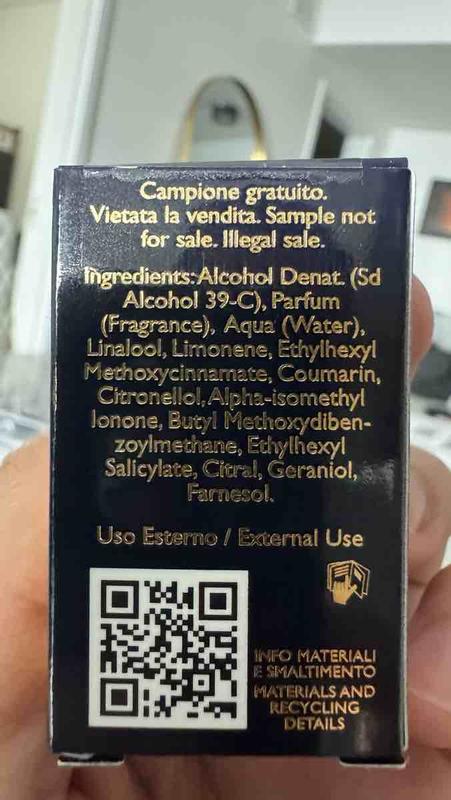 Campione gratuito.
Vietata la vendita. Sample not
for sale. Illegal sale.
Ingredients: Alcohol Denat. (Sd
Alcohol 39-C), Parfum
(Fragrance), Aqua (Water),
Linalool, Limonene, Ethylhexyl
Methoxycinnamate, Coumarin,
Citronellol, Alpha-isomethyl
Ionone, Butyl Methoxydiben-
zoylmethane, Ethylhexyl
Salicylate, Citral, Geraniol,
Farnesol.
Uso Esterno / External Use
INFO MATERIALI
E SMALTIMENTO
MATERIALS AND
RECYCLING
DETAILS